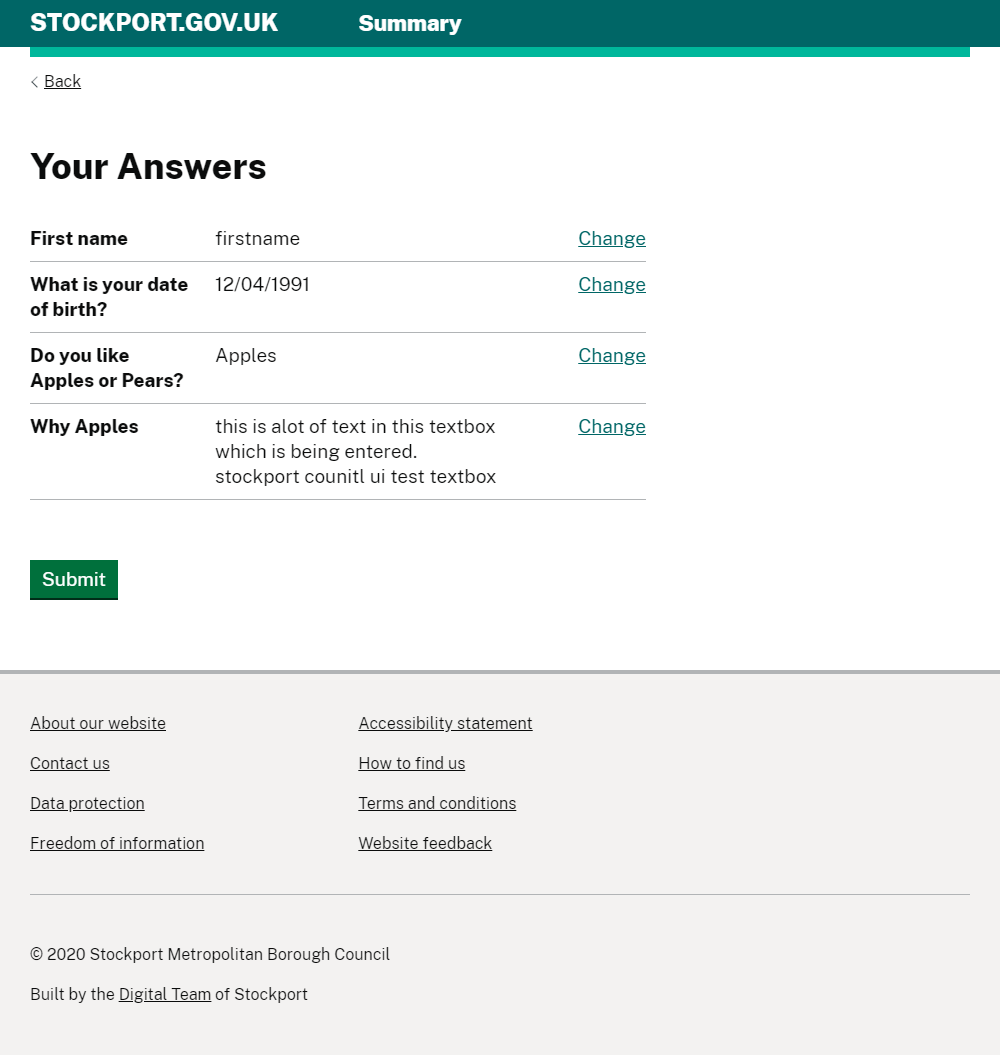 STOCKPORT.GOV.UK Summary
Back
Your Answers
First name firstname Change
What is your date 12/04/1991 Change
of birth?
Do you like Apples Change
Apples or Pears?
Why Apples this is alot of text in this textbox Change
which is being entered.
stockport counitl ui test textbox
Submit
About our website Accessibility statement
Contact us How to find us
Data protection Terms and conditions
Freedom of information Website feedback
© 2020 Stockport Metropolitan Borough Council
Built by the Digital Team of Stockport